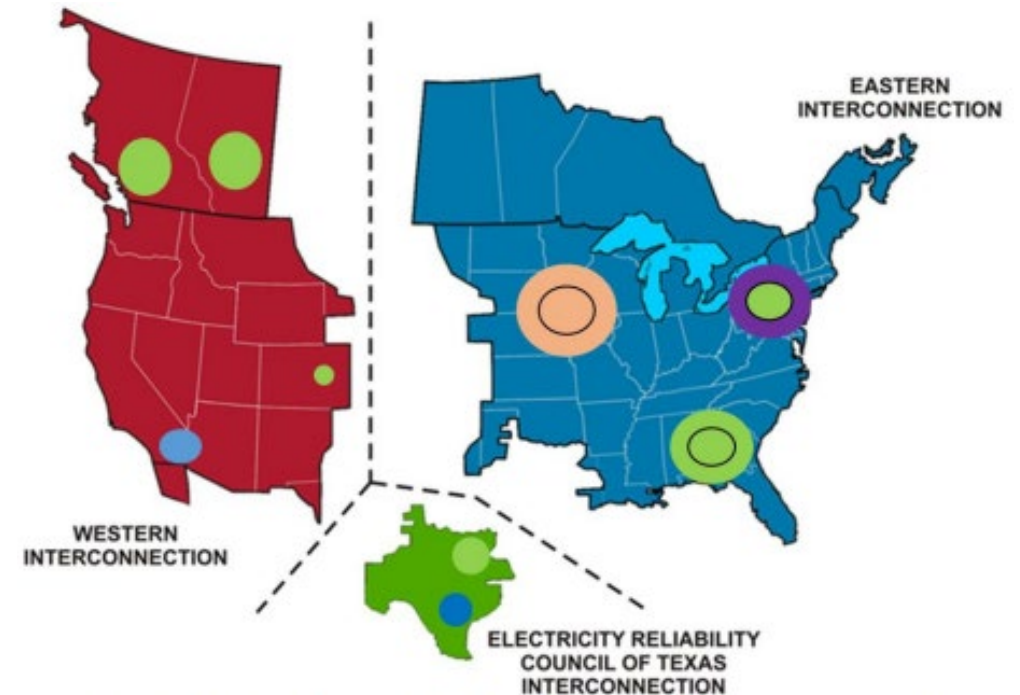 EASTERN
INTERCONNECTION
WESTERN
INTERCONNECTION
ELECTRICITY RELIABILITY
COUNCIL OF TEXAS
INTERCONNECTION